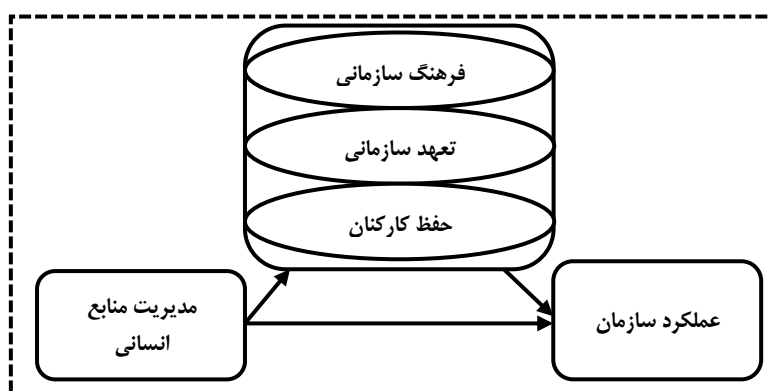 فرهنگ سازمانی
تعهد سازمانی
حفظ کارکنان
مدیریت منابع
انسانی
عملکرد سازمان